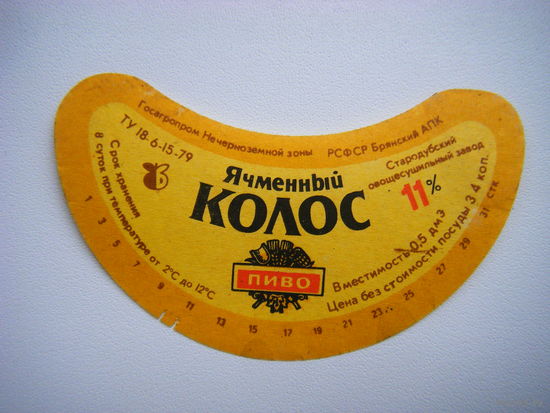 Госагропром Нечерноземной зоны РСФСР Брянский АПК
ТУ 18-6-15-79
Срок хранения
8 суток при температуре от 2°С до 12°С
Ячменный
КОЛОС
ПИВО
11%
Стародубский
овощесушильный завод
Вместимость 0,5 дм3
Цена без стоимости посуды 34 коп.
1 3 5 7 9 11 13 15 17 19 21 23 25 27 29 31 стк